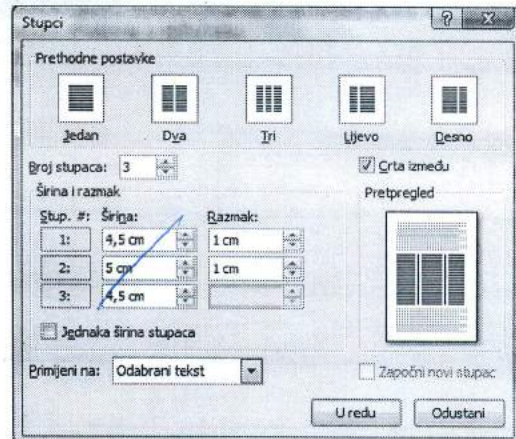 Stupci
Prethodne postavke
Jedan Dva Tri Lijevo Desno
Broj stupaca: 3 Crta između
Širina i razmak Pretpregled
Stup. #: Širina: Razmak:
1: 4,5 cm 1 cm
2: 5 cm 1 cm
3: 4,5 cm
Jednaka širina stupaca
Primijeni na: Odabrani tekst Započni novi stupac
U redu Odustani